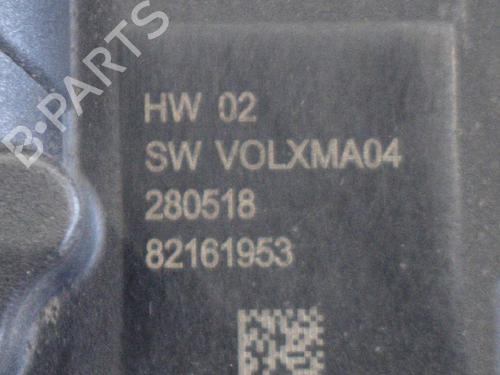 B-PARTS
HW 02
SW VOLXMA04
280518
82161953